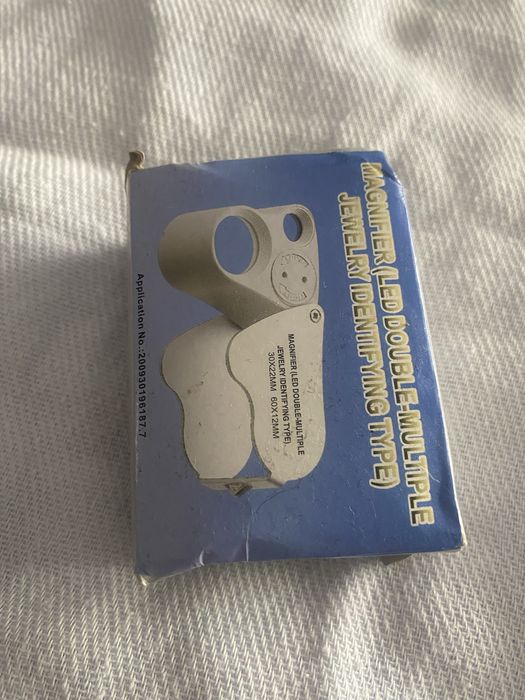 MAGNIFIER (LED DOUBLE-MULTIPLE
JEWELRY IDENTIFYING TYPE)
MAGNIFIER (LED DOUBLE-MULTIPLE
JEWELRY IDENTIFYING TYPE)
30X22MM 60X12MM
Application No.:200930196187.7